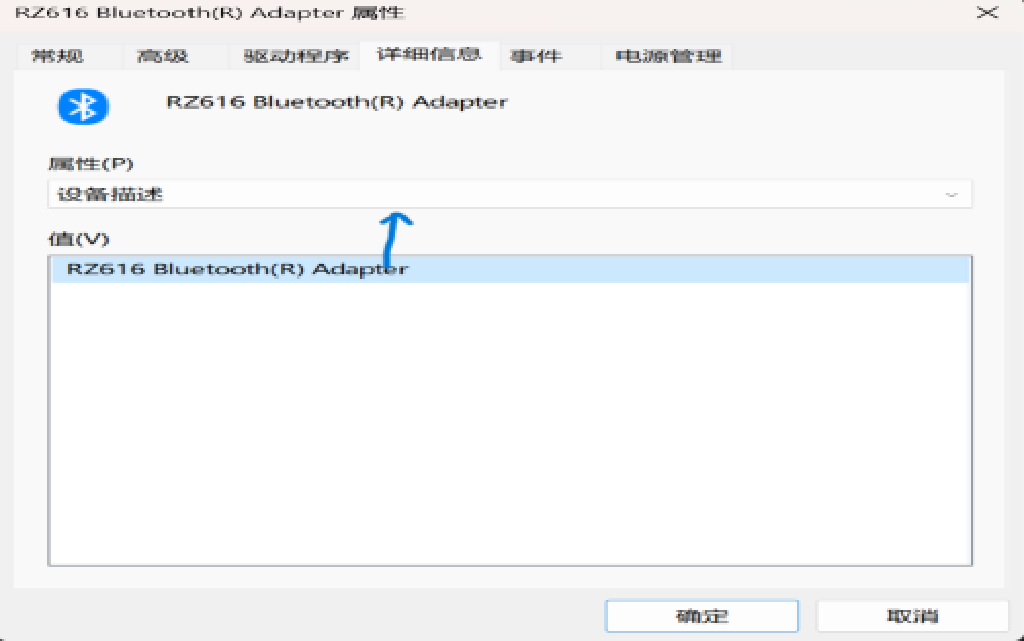 RZ616 Bluetooth(R) Adapter 属性
常规 高级 驱动程序 详细信息 事件 电源管理
RZ616 Bluetooth(R) Adapter
属性(P)
设备描述
值(V)
RZ616 Bluetooth(R) Adapter
确定 取消